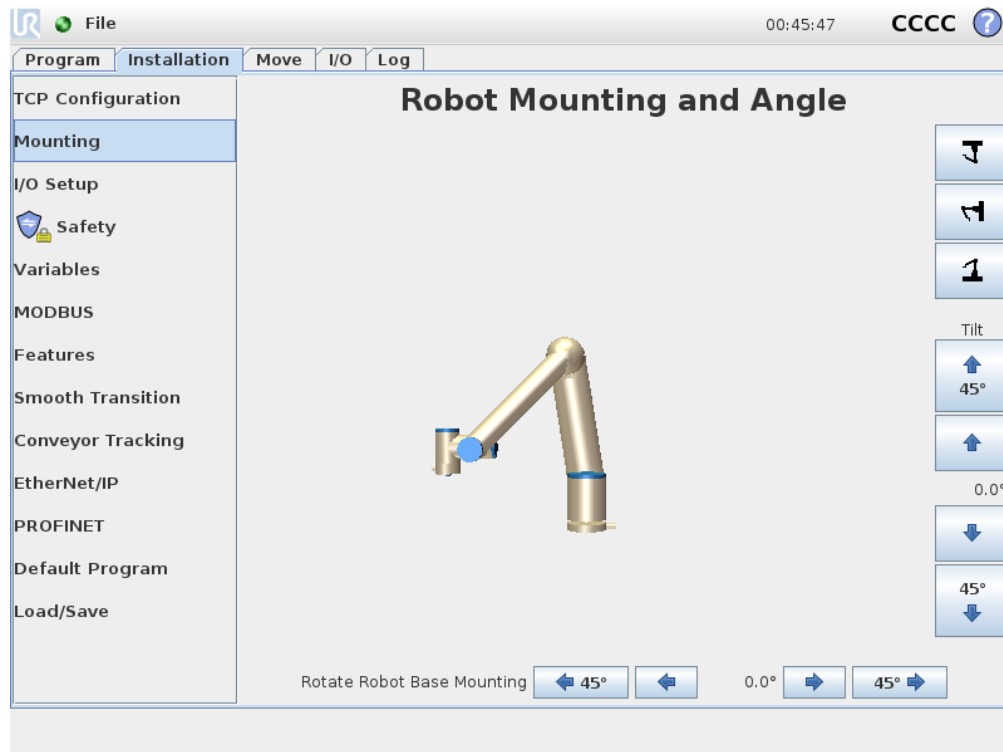 UR File 00:45:47 CCCC ?
Program Installation Move I/O Log
TCP Configuration
Robot Mounting and Angle
Mounting
I/O Setup
Safety
Variables
MODBUS
Features
Smooth Transition
Conveyor Tracking
EtherNet/IP
PROFINET
Default Program
Load/Save
Tilt
45°
0.0°
45°
Rotate Robot Base Mounting 45° 0.0° 45°